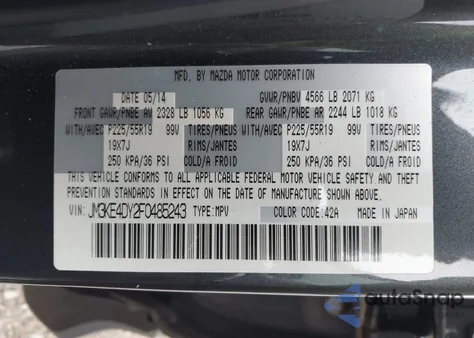 MFD. BY MAZDA MOTOR CORPORATION
DATE 05/14 GVWR/PNBV 4566 LB 2071 KG
FRONT GAWR/PNBE AV 2328 LB 1056 KG REAR GAWR/PNBE AR 2244 LB 1018 KG
WITH/AVEC P225/55R19 99V TIRES/PNEUS WITH/AVEC P225/55R19 99V TIRES/PNEUS
19X7J RIMS/JANTES 19X7J RIMS/JANTES
250 KPA/36 PSI COLD/A FROID 250 KPA/36 PSI COLD/A FROID
THIS VEHICLE CONFORMS TO ALL APPLICABLE FEDERAL MOTOR VEHICLE SAFETY AND
THEFT PREVENTION STANDARDS IN EFFECT ON THE DATE OF MANUFACTURE SHOWN ABOVE.
VIN: JM3KE4DY2F0485243 TYPE:MPV COLOR CODE:42A MADE IN JAPAN
autoSnap